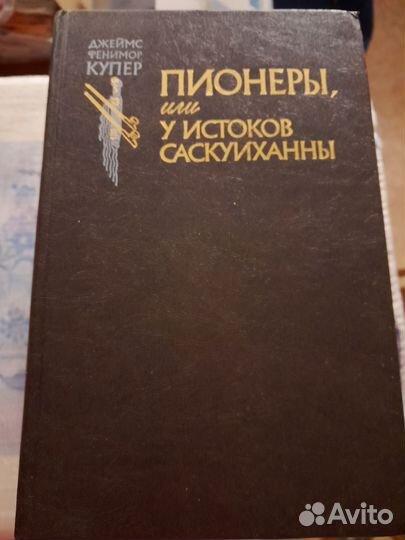 ДЖЕЙМС
ФЕНИМОР
КУПЕР
ПИОНЕРЫ,
или
У ИСТОКОВ
САСКУИХАННЫ
Avito